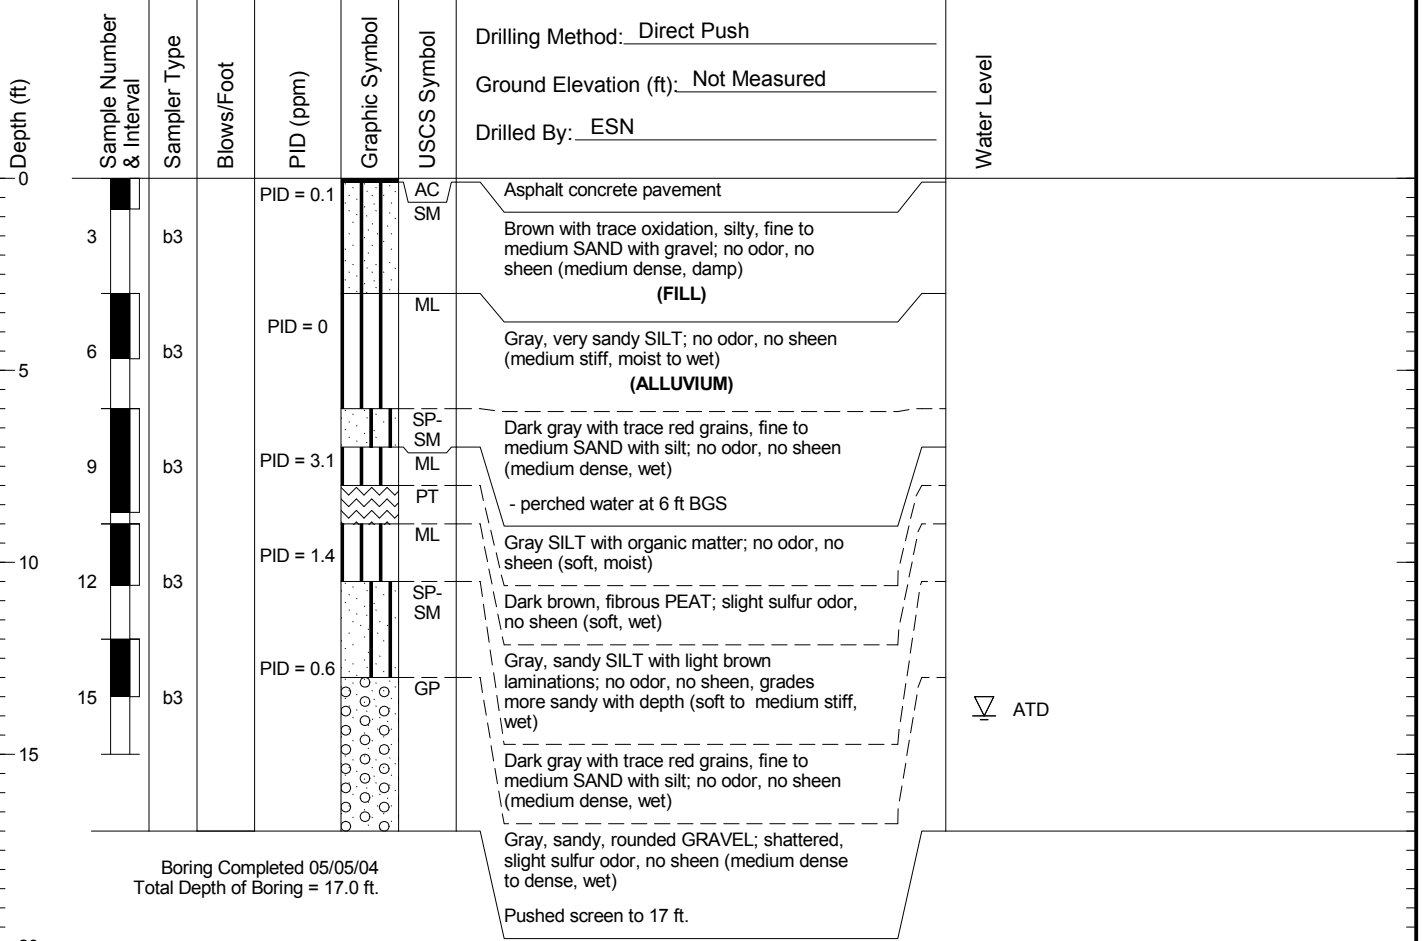 Depth (ft)
Sample Number
& Interval
Sampler Type
Blows/Foot
PID (ppm)
Graphic Symbol
USCS Symbol
Drilling Method: Direct Push
Ground Elevation (ft): Not Measured
Drilled By: ESN
Water Level
0
PID = 0.1
AC
Asphalt concrete pavement
SM
Brown with trace oxidation, silty, fine to
medium SAND with gravel; no odor, no
sheen (medium dense, damp)
(FILL)
3
b3
ML
PID = 0
Gray, very sandy SILT; no odor, no sheen
(medium stiff, moist to wet)
(ALLUVIUM)
6
b3
5
SP-
SM
Dark gray with trace red grains, fine to
medium SAND with silt; no odor, no sheen
(medium dense, wet)
- perched water at 6 ft BGS
PID = 3.1
9
b3
ML
Gray SILT with organic matter; no odor, no
sheen (soft, moist)
PT
Dark brown, fibrous PEAT; slight sulfur odor,
no sheen (soft, wet)
ML
PID = 1.4
10
12
b3
Gray, sandy SILT with light brown
laminations; no odor, no sheen, grades
more sandy with depth (soft to medium stiff,
wet)
SP-
SM
PID = 0.6
Dark gray with trace red grains, fine to
medium SAND with silt; no odor, no sheen
(medium dense, wet)
15
b3
GP
ATD
15
Gray, sandy, rounded GRAVEL; shattered,
slight sulfur odor, no sheen (medium dense
to dense, wet)
Pushed screen to 17 ft.
Boring Completed 05/05/04
Total Depth of Boring = 17.0 ft.